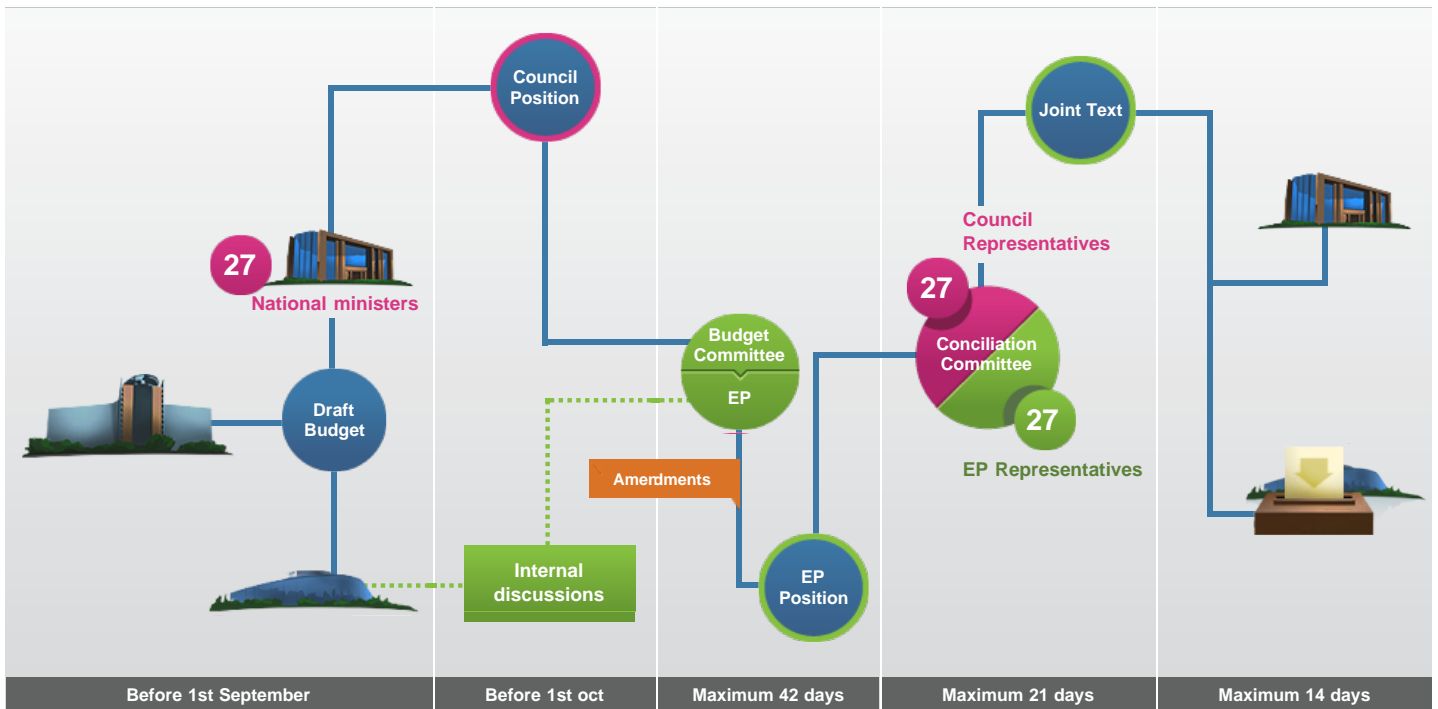 Council
Position
Joint Text
27
National ministers
Council
Representatives
27
Budget
Committee
EP
Conciliation
Committee
27
EP Representatives
Draft
Budget
Amendments
Internal
discussions
EP
Position
Before 1st September
Before 1st oct
Maximum 42 days
Maximum 21 days
Maximum 14 days